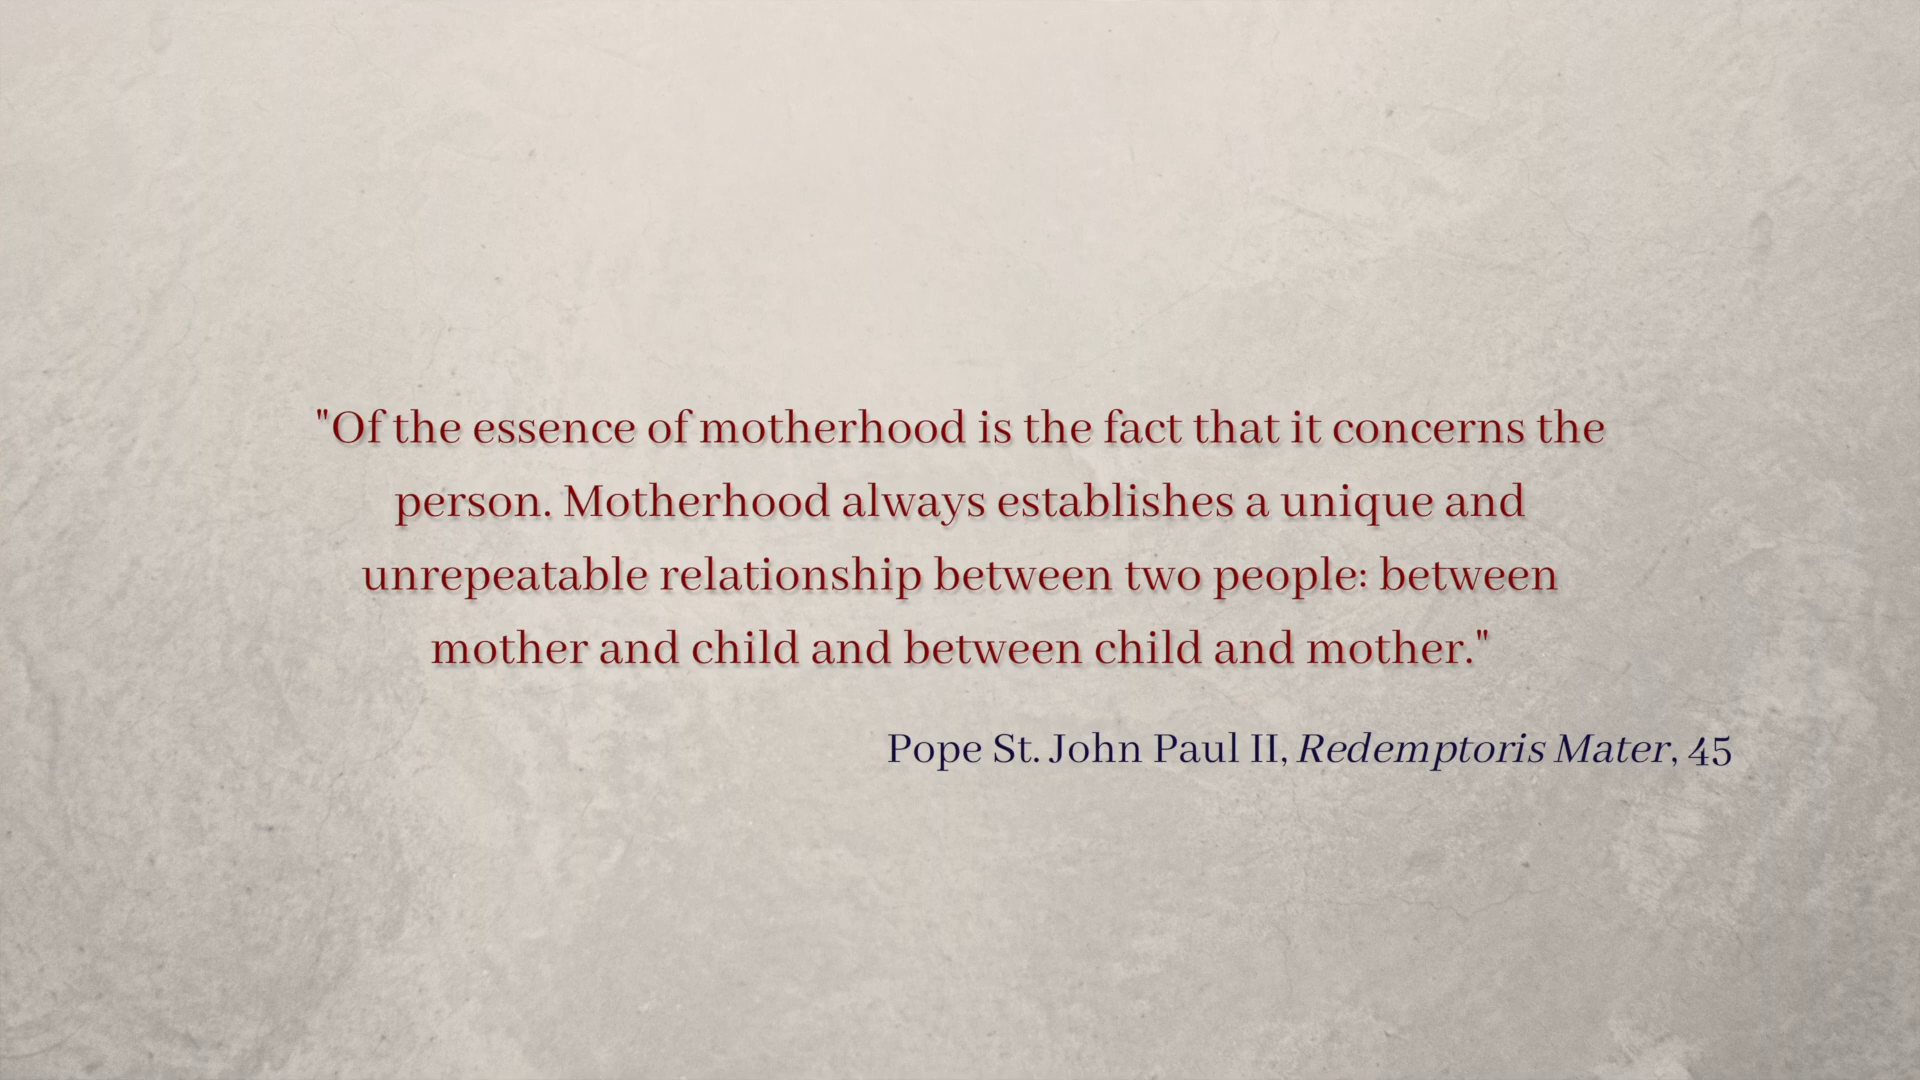 "Of the essence of motherhood is the fact that it concerns the
person. Motherhood always establishes a unique and
unrepeatable relationship between two people: between
mother and child and between child and mother."
Pope St. John Paul II, Redemptoris Mater, 45